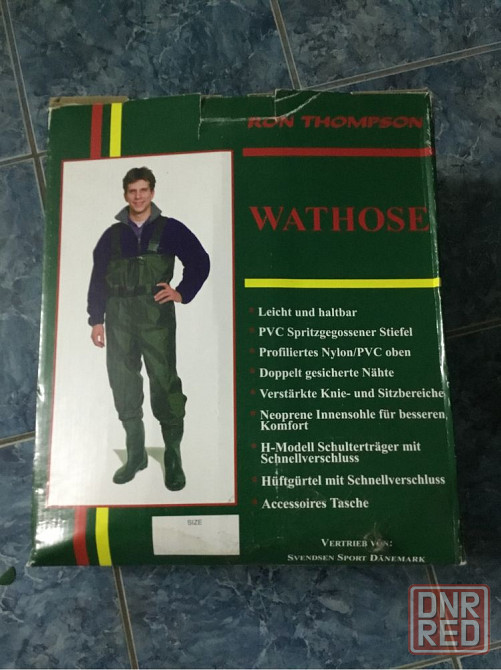 RON THOMPSON
WATHOSE
Leicht und haltbar
PVC Spritzgegossener Stiefel
Profiliertes Nylon/PVC oben
Doppelt gesicherte Nähte
Verstärkte Knie- und Sitzbereiche
Neoprene Innensohle für besseren
Komfort
H-Modell Schulterträger mit
Schnellverschluss
Hüftgürtel mit Schnellverschluss
Accessoires Tasche
SIZE
VERTRIEB VON:
SVENDSEN SPORT DÄNEMARK
DNR
RED